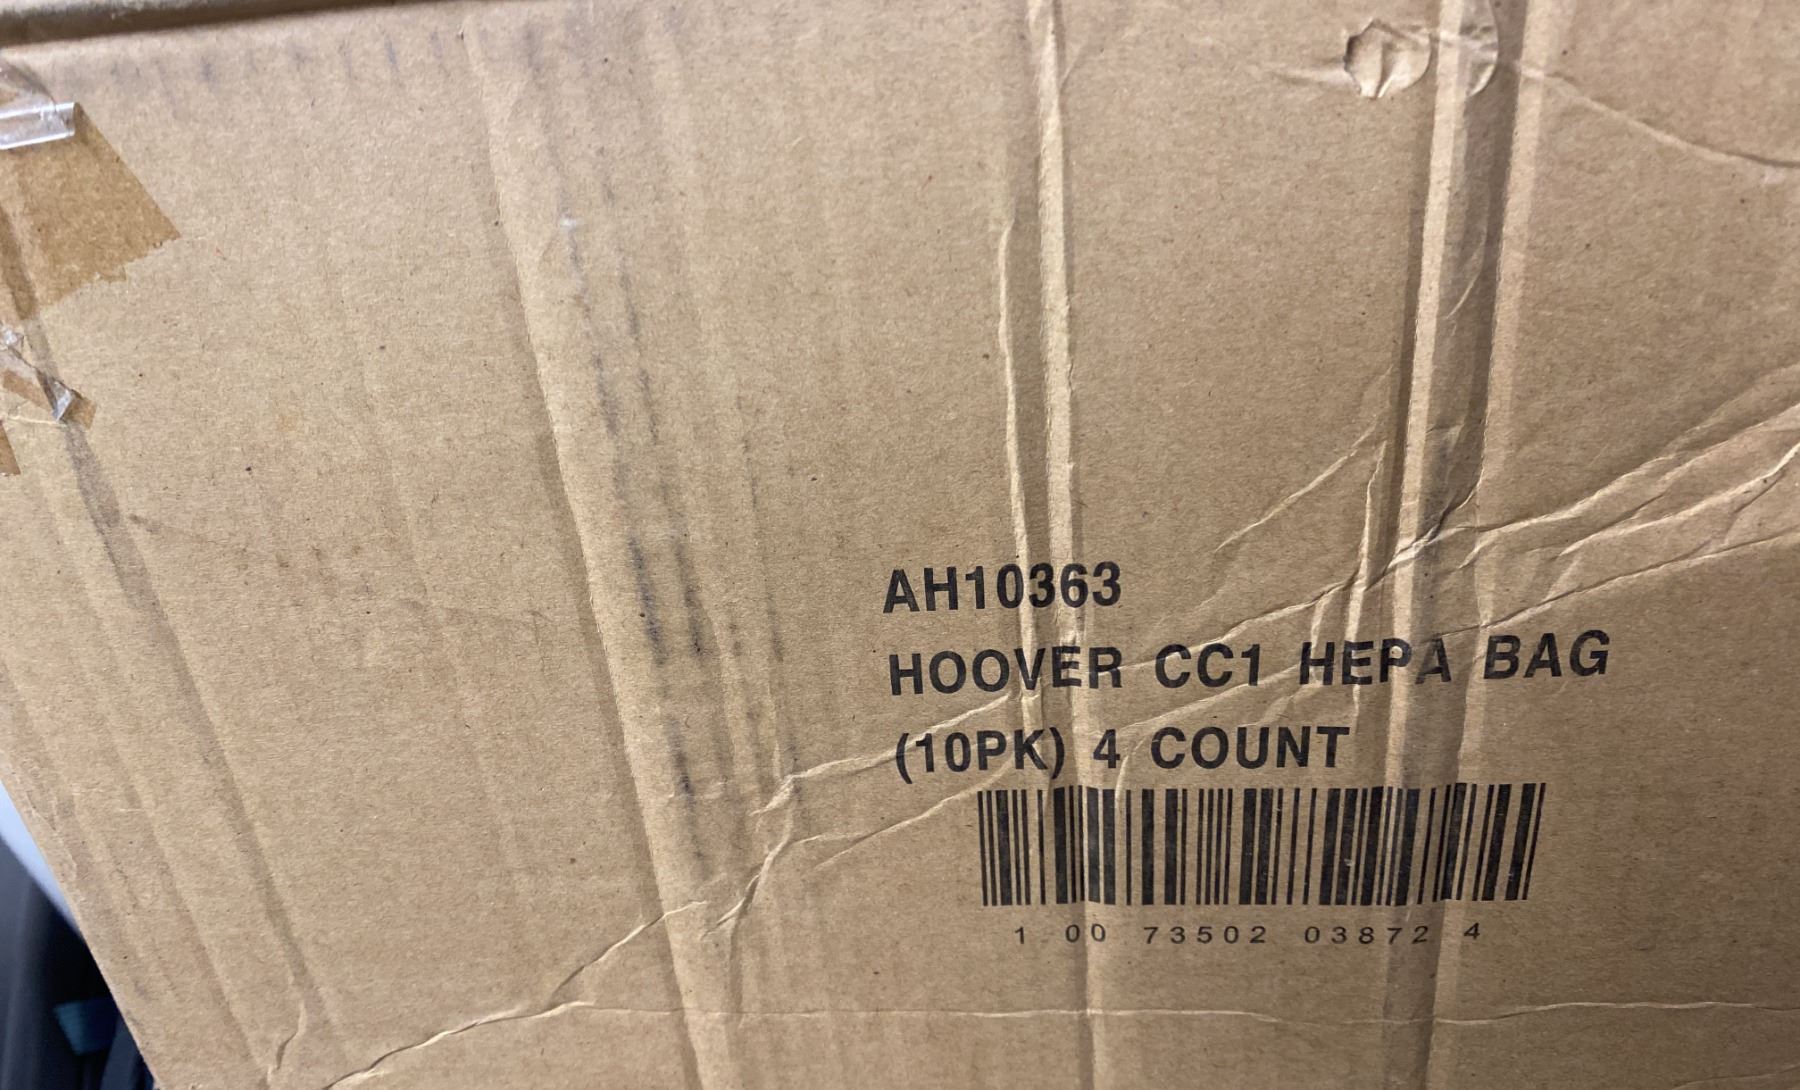 AH10363
HOOVER CC1 HEPA BAG
(10PK) 4 COUNT
1 00 73502 03872 4